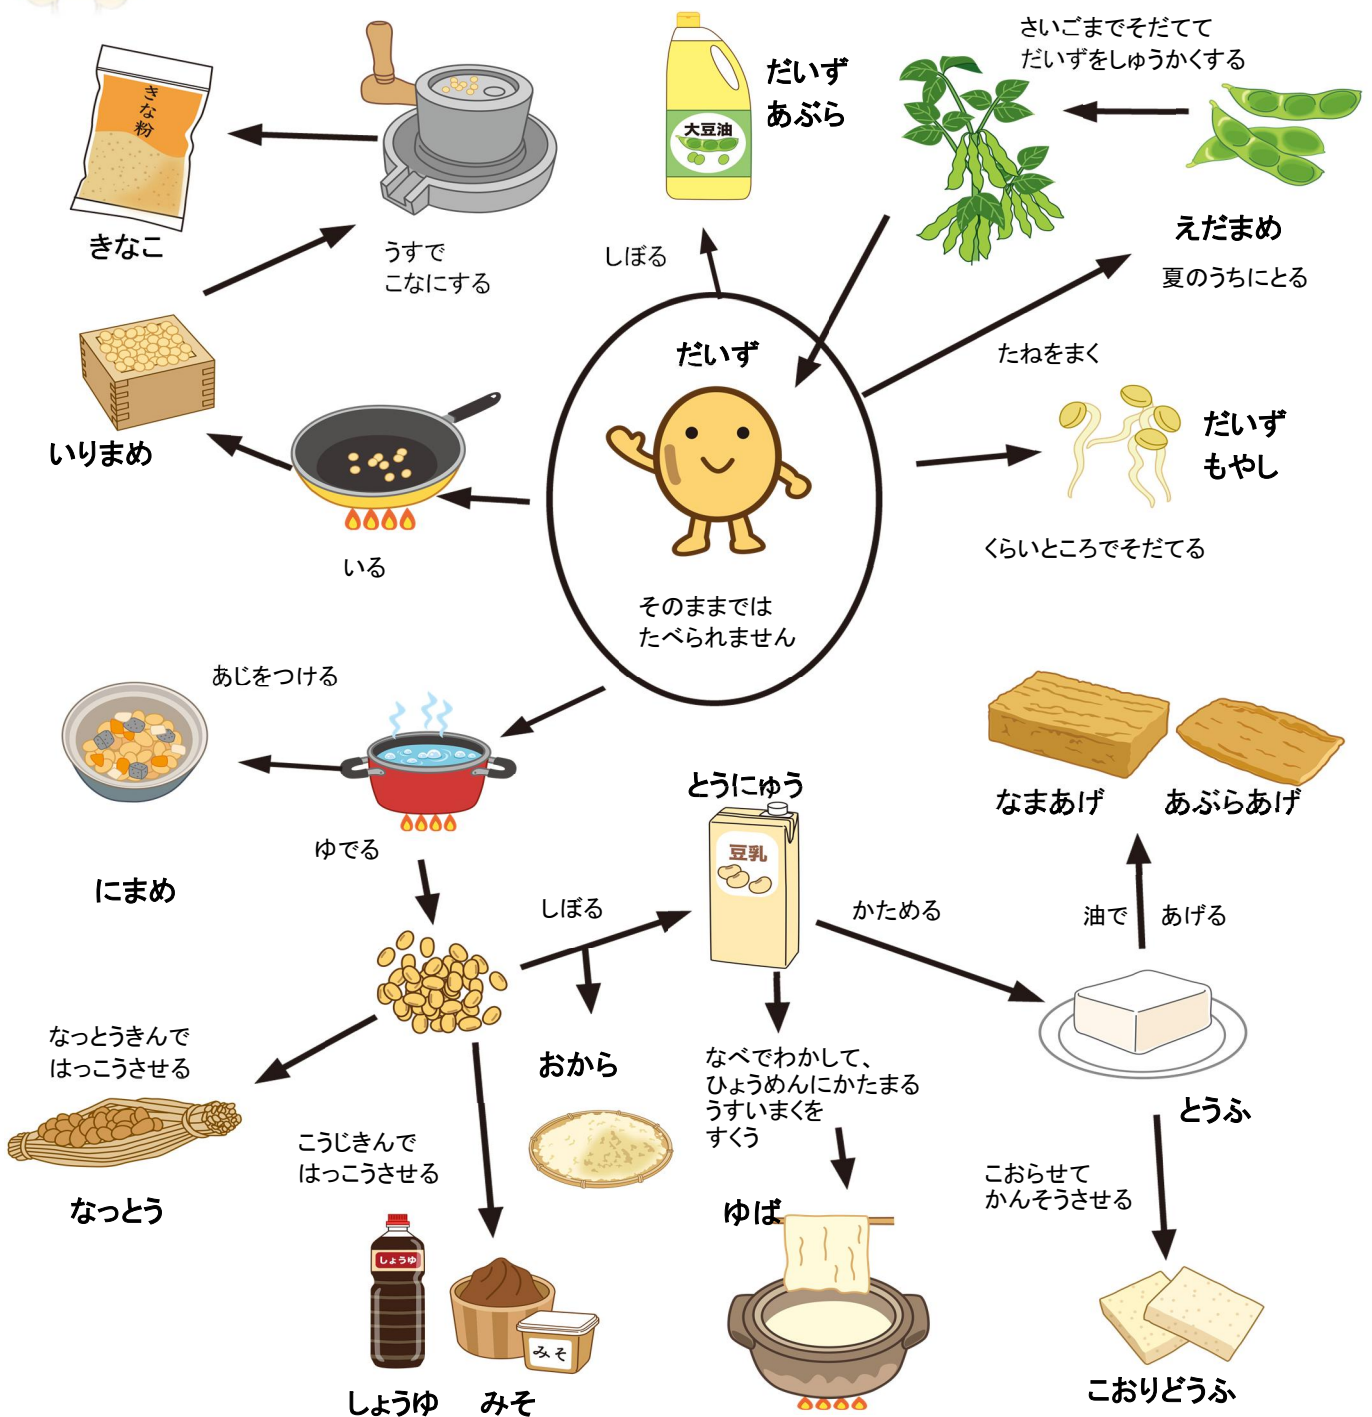 きな粉
きなこ
うすで
こなにする
いりまめ
いる
だいず
あぶら
大豆油
しぼる
さいごまでそだてて
だいずをしゅうかくする
えだまめ
夏のうちにとる
たねをまく
だいず
もやし
くらいところでそだてる
だいず
そのままでは
たべられません
あじをつける
にまめ
ゆでる
しぼる
とうにゅう
豆乳
かためる
なまあげ
あぶらあげ
油で
あげる
とうふ
こおらせて
かんそうさせる
こおりどうふ
なべでわかして、
ひょうめんにかたまる
うすいまくを
すくう
ゆば
おから
なっとうきんで
はっこうさせる
なっとう
こうじきんで
はっこうさせる
しょうゆ
しょうゆ
みそ
みそ